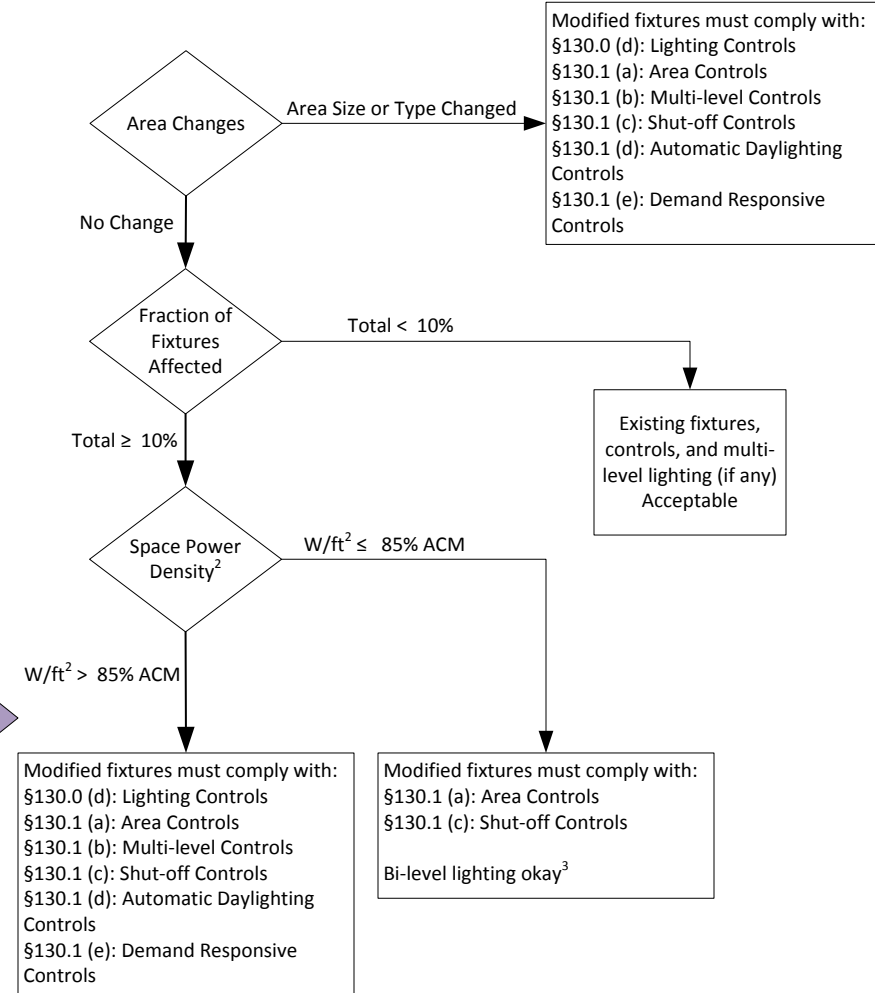 Modified fixtures must comply with:
§130.0 (d): Lighting Controls
§130.1 (a): Area Controls
§130.1 (b): Multi-level Controls
§130.1 (c): Shut-off Controls
§130.1 (d): Automatic Daylighting
Controls
§130.1 (e): Demand Responsive
Controls
Area Changes
Area Size or Type Changed
No Change
Fraction of
Fixtures
Affected
Total < 10%
Total ≥ 10%
Existing fixtures,
controls, and multi-
level lighting (if any)
Acceptable
Space Power
Density²
W/ft² ≤ 85% ACM
W/ft² > 85% ACM
Modified fixtures must comply with:
§130.0 (d): Lighting Controls
§130.1 (a): Area Controls
§130.1 (b): Multi-level Controls
§130.1 (c): Shut-off Controls
§130.1 (d): Automatic Daylighting
Controls
§130.1 (e): Demand Responsive
Controls
Modified fixtures must comply with:
§130.1 (a): Area Controls
§130.1 (c): Shut-off Controls
Bi-level lighting okay³